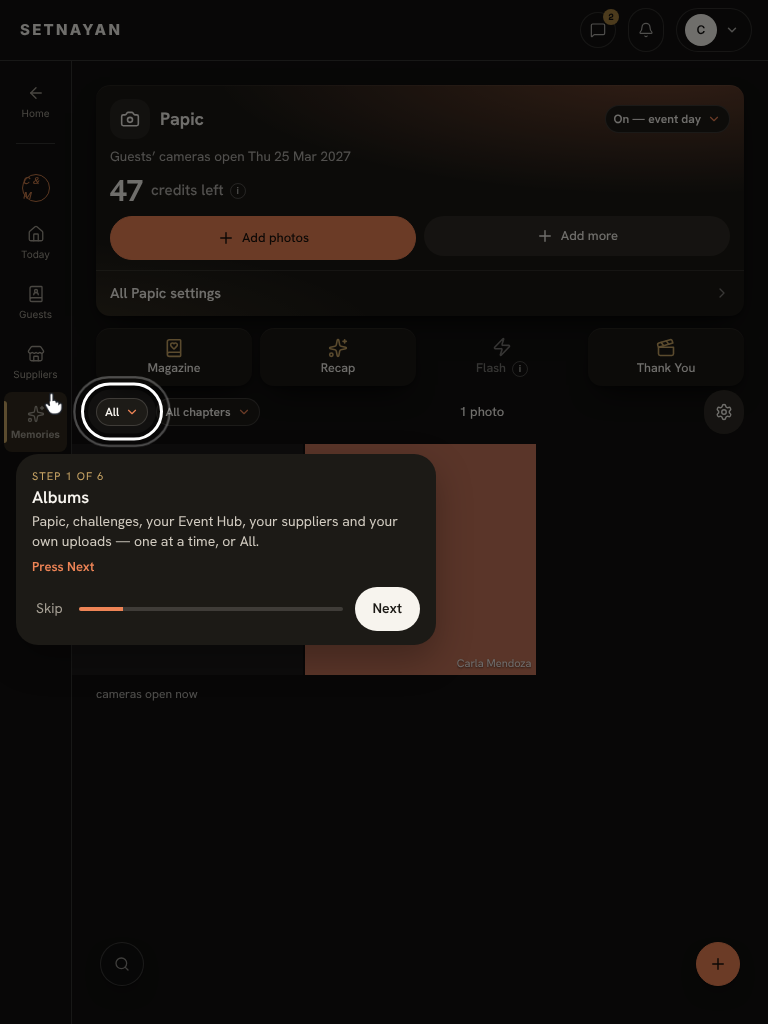 SETNAYAN
2
C
Home
C &
M
Today
Guests
Suppliers
Memories
Papic
On — event day
Guests’ cameras open Thu 25 Mar 2027
47 credits left i
Add photos
Add more
All Papic settings
Magazine
Recap
Flash i
Thank You
All
All chapters
1 photo
STEP 1 OF 6
Albums
Papic, challenges, your Event Hub, your suppliers and your
own uploads — one at a time, or All.
Press Next
Skip
Next
Carla Mendoza
cameras open now